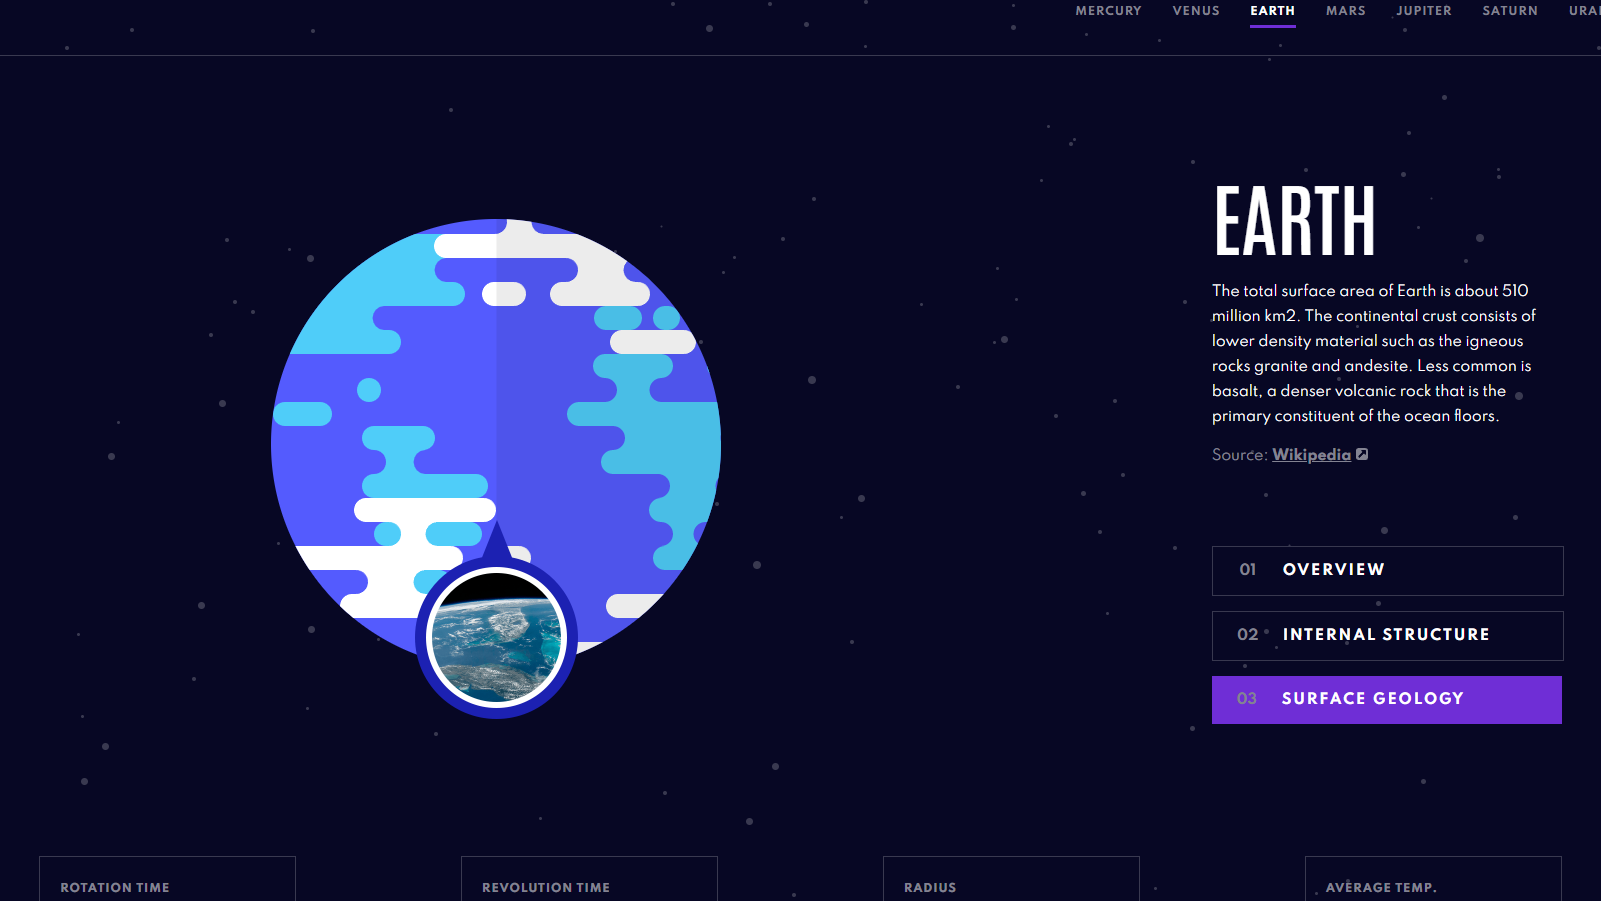 MERCURY VENUS EARTH MARS JUPITER SATURN
EARTH
The total surface area of Earth is about 510
million km2. The continental crust consists of
lower density material such as the igneous
rocks granite and andesite. Less common is
basalt, a denser volcanic rock that is the
primary constituent of the ocean floors.
Source: Wikipedia
01 OVERVIEW
02 INTERNAL STRUCTURE
03 SURFACE GEOLOGY
ROTATION TIME REVOLUTION TIME RADIUS AVERAGE TEMP.